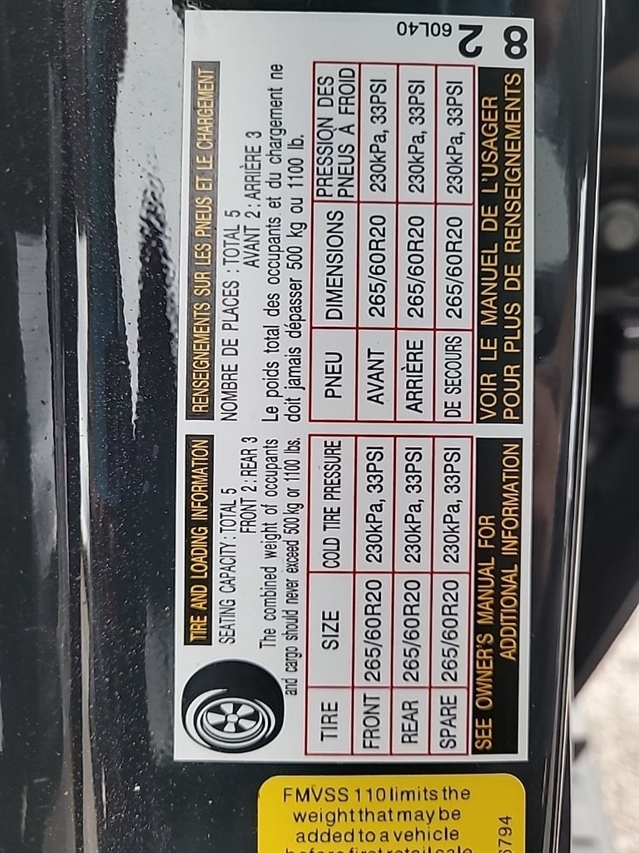 TIRE AND LOADING INFORMATION
SEATING CAPACITY : TOTAL 5
FRONT 2 : REAR 3
The combined weight of occupants
and cargo should never exceed 500 kg or 1100 lbs.
TIRE SIZE COLD TIRE PRESSURE
FRONT 265/60R20 230kPa, 33PSI
REAR 265/60R20 230kPa, 33PSI
SPARE 265/60R20 230kPa, 33PSI
SEE OWNER'S MANUAL FOR
ADDITIONAL INFORMATION
RENSEIGNEMENTS SUR LES PNEUS ET LE CHARGEMENT
NOMBRE DE PLACES : TOTAL 5
AVANT 2 : ARRIÈRE 3
Le poids total des occupants et du chargement ne
doit jamais dépasser 500 kg ou 1100 lb.
PNEU DIMENSIONS PRESSION DES
PNEUS À FROID
AVANT 265/60R20 230kPa, 33PSI
ARRIÈRE 265/60R20 230kPa, 33PSI
DE SECOURS 265/60R20 230kPa, 33PSI
VOIR LE MANUEL DE L'USAGER
POUR PLUS DE RENSEIGNEMENTS
60L40
2
8
FMVSS 110 limits the
weight that may be
added to a vehicle
before first retail sale